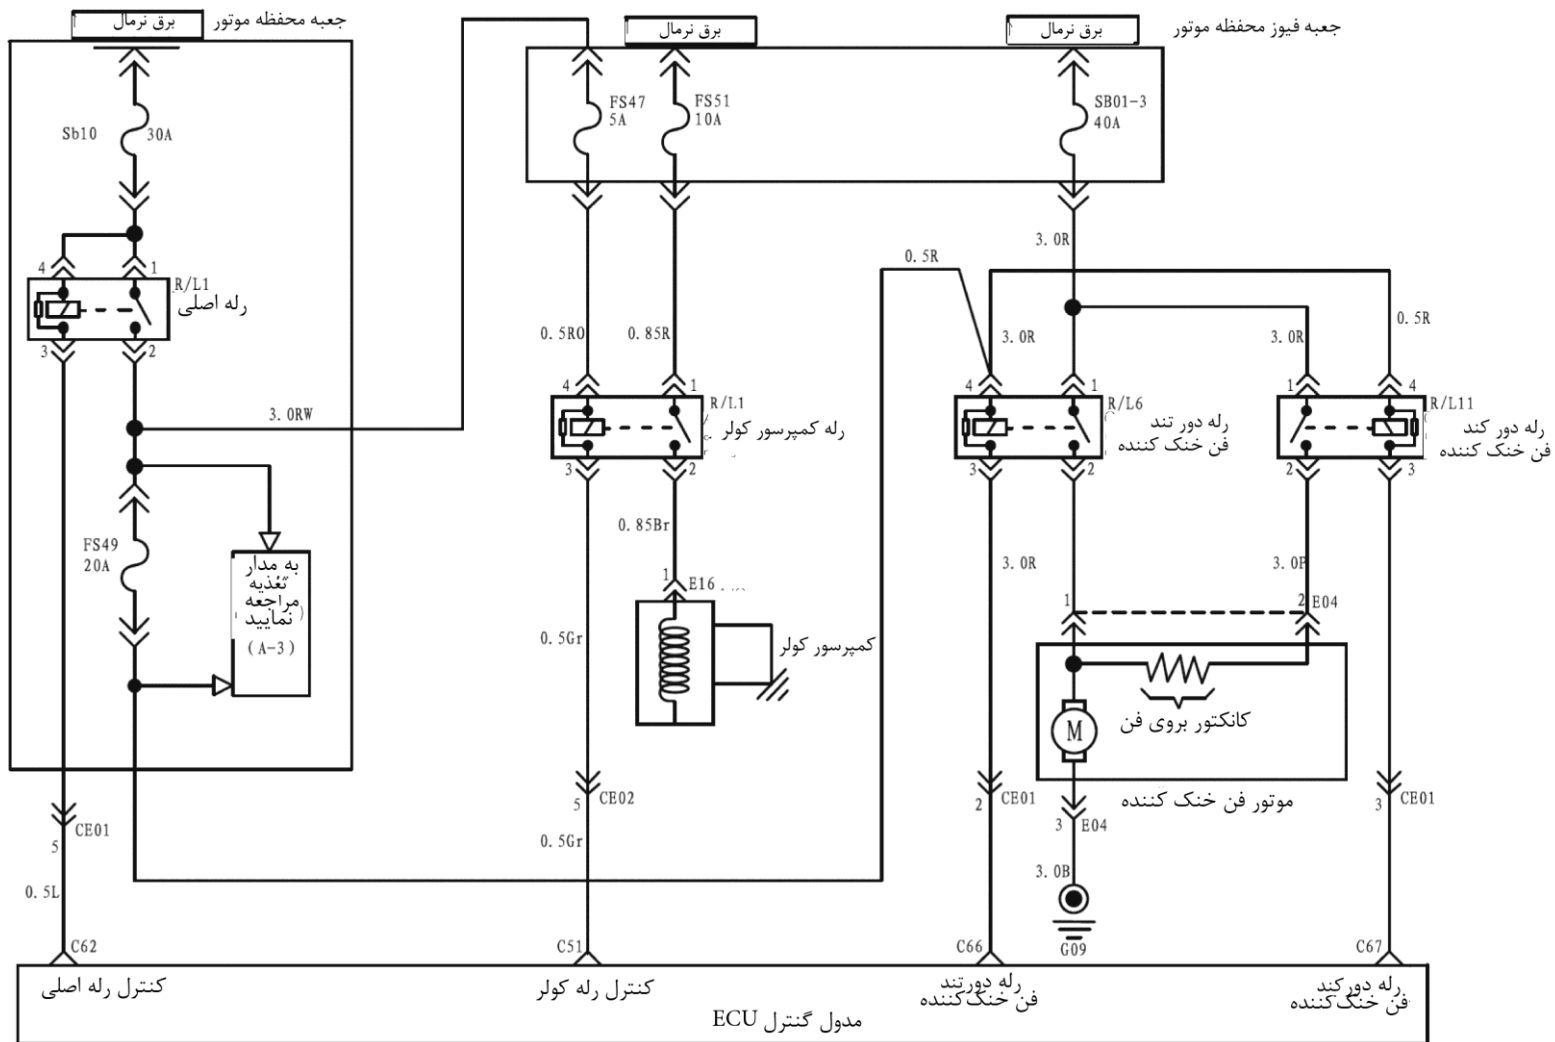 جعبه محفظه موتور
برق نرمال
برق نرمال
برق نرمال
جعبه فیوز محفظه موتور
Sb10
30A
FS47
5A
FS51
10A
SB01-3
40A
3.0R
0.5R
4
1
R/L1
رله اصلی
3
2
0.5RO
0.85R
3.0R
3.0R
0.5R
4
1
R/L1
رله کمپرسور کولر
3
2
4
1
R/L6
رله دور تند
فن خنک کننده
3
2
1
4
R/L11
رله دور کند
فن خنک کننده
2
3
3.0RW
FS49
20A
به مدار
تغذیه
مراجعه
نمایید
(A-3)
0.85Br
1
E16
کمپرسور کولر
0.5Gr
3.0R
1
2
E04
کانکتور بروی فن
M
موتور فن خنک کننده
5
CE02
2
CE01
3
CE01
3
E04
CE01
5
0.5Gr
3.0B
0.5L
G09
C62
C51
C66
C67
کنترل رله اصلی
کنترل رله کولر
رله دورتند
فن خنک‌کننده
رله دورکند
فن خنک‌کننده
مدول گنترل ECU